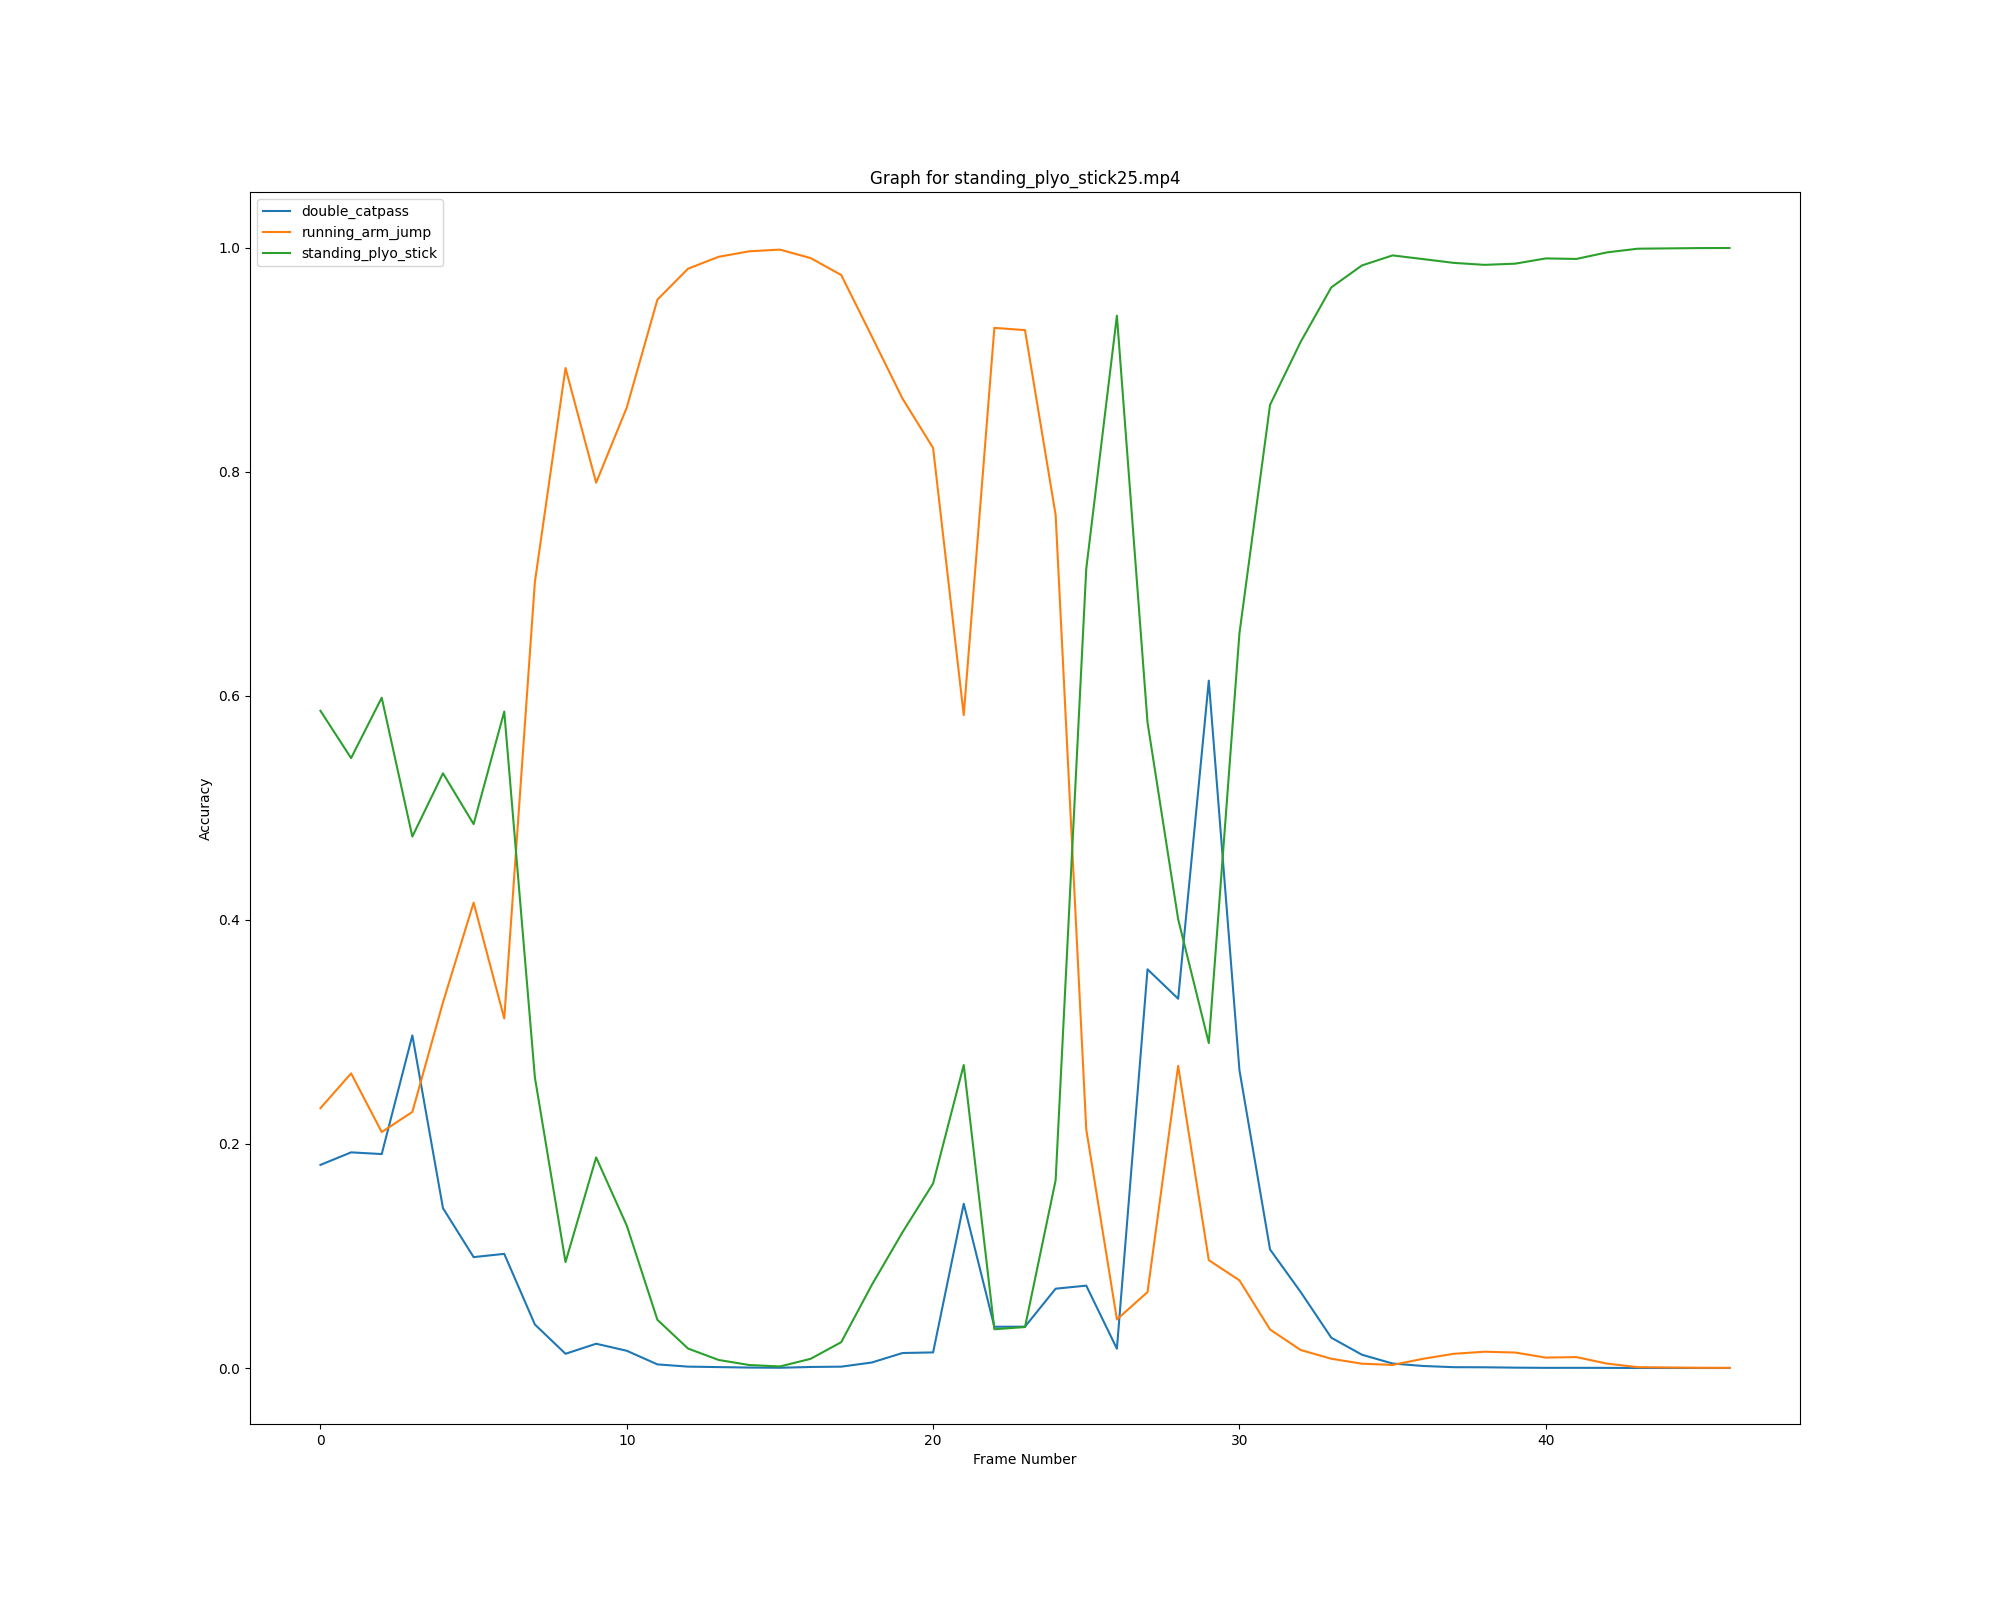 Graph for standing_plyo_stick25.mp4
double_catpass
running_arm_jump
standing_plyo_stick
1.0
0.8
0.6
0.4
0.2
0.0
Accuracy
0 10 20 30 40
Frame Number